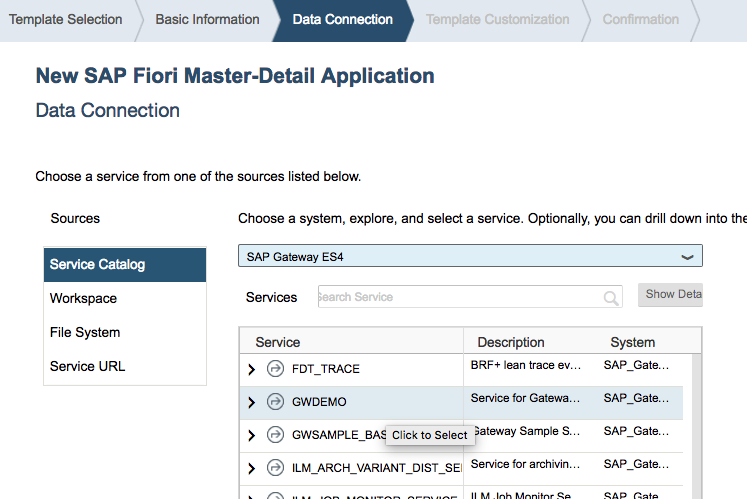 Template Selection Basic Information Data Connection Template Customization Confirmation
New SAP Fiori Master-Detail Application
Data Connection
Choose a service from one of the sources listed below.
Sources
Choose a system, explore, and select a service. Optionally, you can drill down into the
Service Catalog
Workspace
File System
Service URL
SAP Gateway ES4
Services
Search Service
Show Deta
Service Description System
FDT_TRACE BRF+ lean trace ev... SAP_Gate...
GWDEMO Service for Gatewa... SAP_Gate...
GWSAMPLE_BAS Gateway Sample S... SAP_Gate...
Click to Select
ILM_ARCH_VARIANT_DIST_SE Service for archivin... SAP_Gate...
ILM_JOB_MONITOR_SERVICE ILM Job Monitor Se... SAP_Gate...